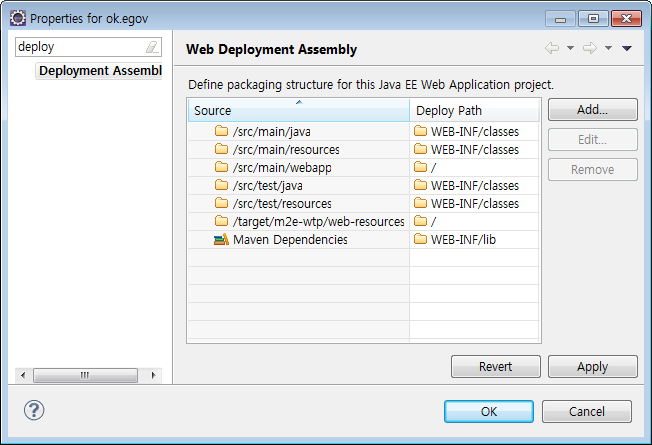 Properties for ok.egov
deploy
Deployment Assembl
Web Deployment Assembly
Define packaging structure for this Java EE Web Application project.
Source Deploy Path
/src/main/java WEB-INF/classes
/src/main/resources WEB-INF/classes
/src/main/webapp /
/src/test/java WEB-INF/classes
/src/test/resources WEB-INF/classes
/target/m2e-wtp/web-resources /
Maven Dependencies WEB-INF/lib
Add...
Edit...
Remove
Revert Apply
? OK Cancel